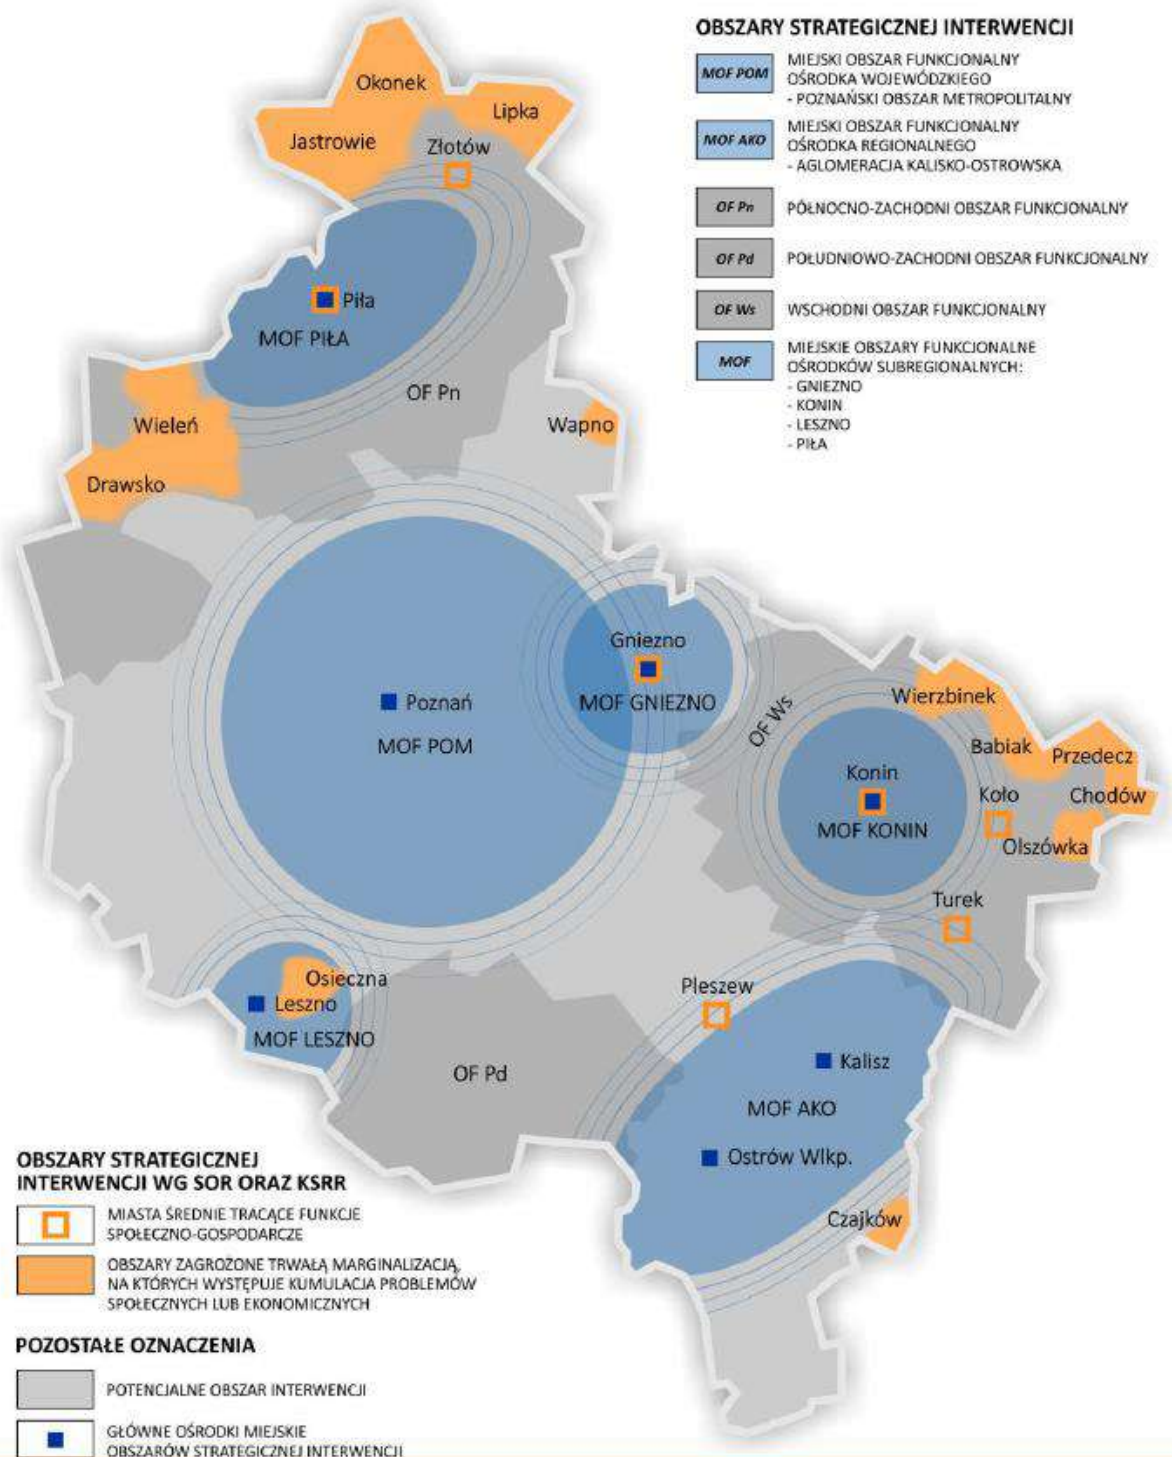 OBSZARY STRATEGICZNEJ INTERWENCJI
MOF POM
MIEJSKI OBSZAR FUNKCJONALNY
OŚRODKA WOJEWÓDZKIEGO
- POZNAŃSKI OBSZAR METROPOLITALNY
MOF AKO
MIEJSKI OBSZAR FUNKCJONALNY
OŚRODKA REGIONALNEGO
- AGLOMERACJA KALISKO-OSTROWSKA
OF Pn
PÓŁNOCNO-ZACHODNI OBSZAR FUNKCJONALNY
OF Pd
POŁUDNIOWO-ZACHODNI OBSZAR FUNKCJONALNY
OF Ws
WSCHODNI OBSZAR FUNKCJONALNY
MOF
MIEJSKIE OBSZARY FUNKCJONALNE
OŚRODKÓW SUBREGIONALNYCH:
- GNIEZNO
- KONIN
- LESZNO
- PIŁA
Okonek
Lipka
Jastrowie
Złotów
Piła
MOF PIŁA
OF Pn
Wieleń
Wapno
Drawsko
Gniezno
MOF GNIEZNO
Poznań
MOF POM
OF Ws
Wierzbinek
Babiak
Przedecz
Konin
MOF KONIN
Koło
Chodów
Olszówka
Turek
Osieczna
Leszno
MOF LESZNO
Pleszew
OF Pd
Kalisz
MOF AKO
Ostrów Wlkp.
Czajków
OBSZARY STRATEGICZNEJ
INTERWENCJI WG SOR ORAZ KSRR
MIASTA ŚREDNIE TRACĄCE FUNKCJE
SPOŁECZNO-GOSPODARCZE
OBSZARY ZAGROŻONE TRWAŁĄ MARGINALIZACJĄ,
NA KTÓRYCH WYSTĘPUJE KUMULACJA PROBLEMÓW
SPOŁECZNYCH LUB EKONOMICZNYCH
POZOSTAŁE OZNACZENIA
POTENCJALNE OBSZAR INTERWENCJI
GŁÓWNE OŚRODKI MIEJSKIE
OBSZARÓW STRATEGICZNEJ INTERWENCJI